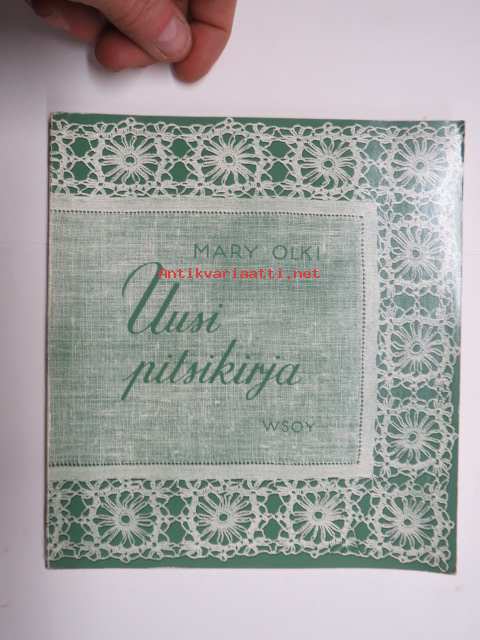 MARY OLKI
Antikvariaatti.net
Uusi
pitsikirja
WSOY